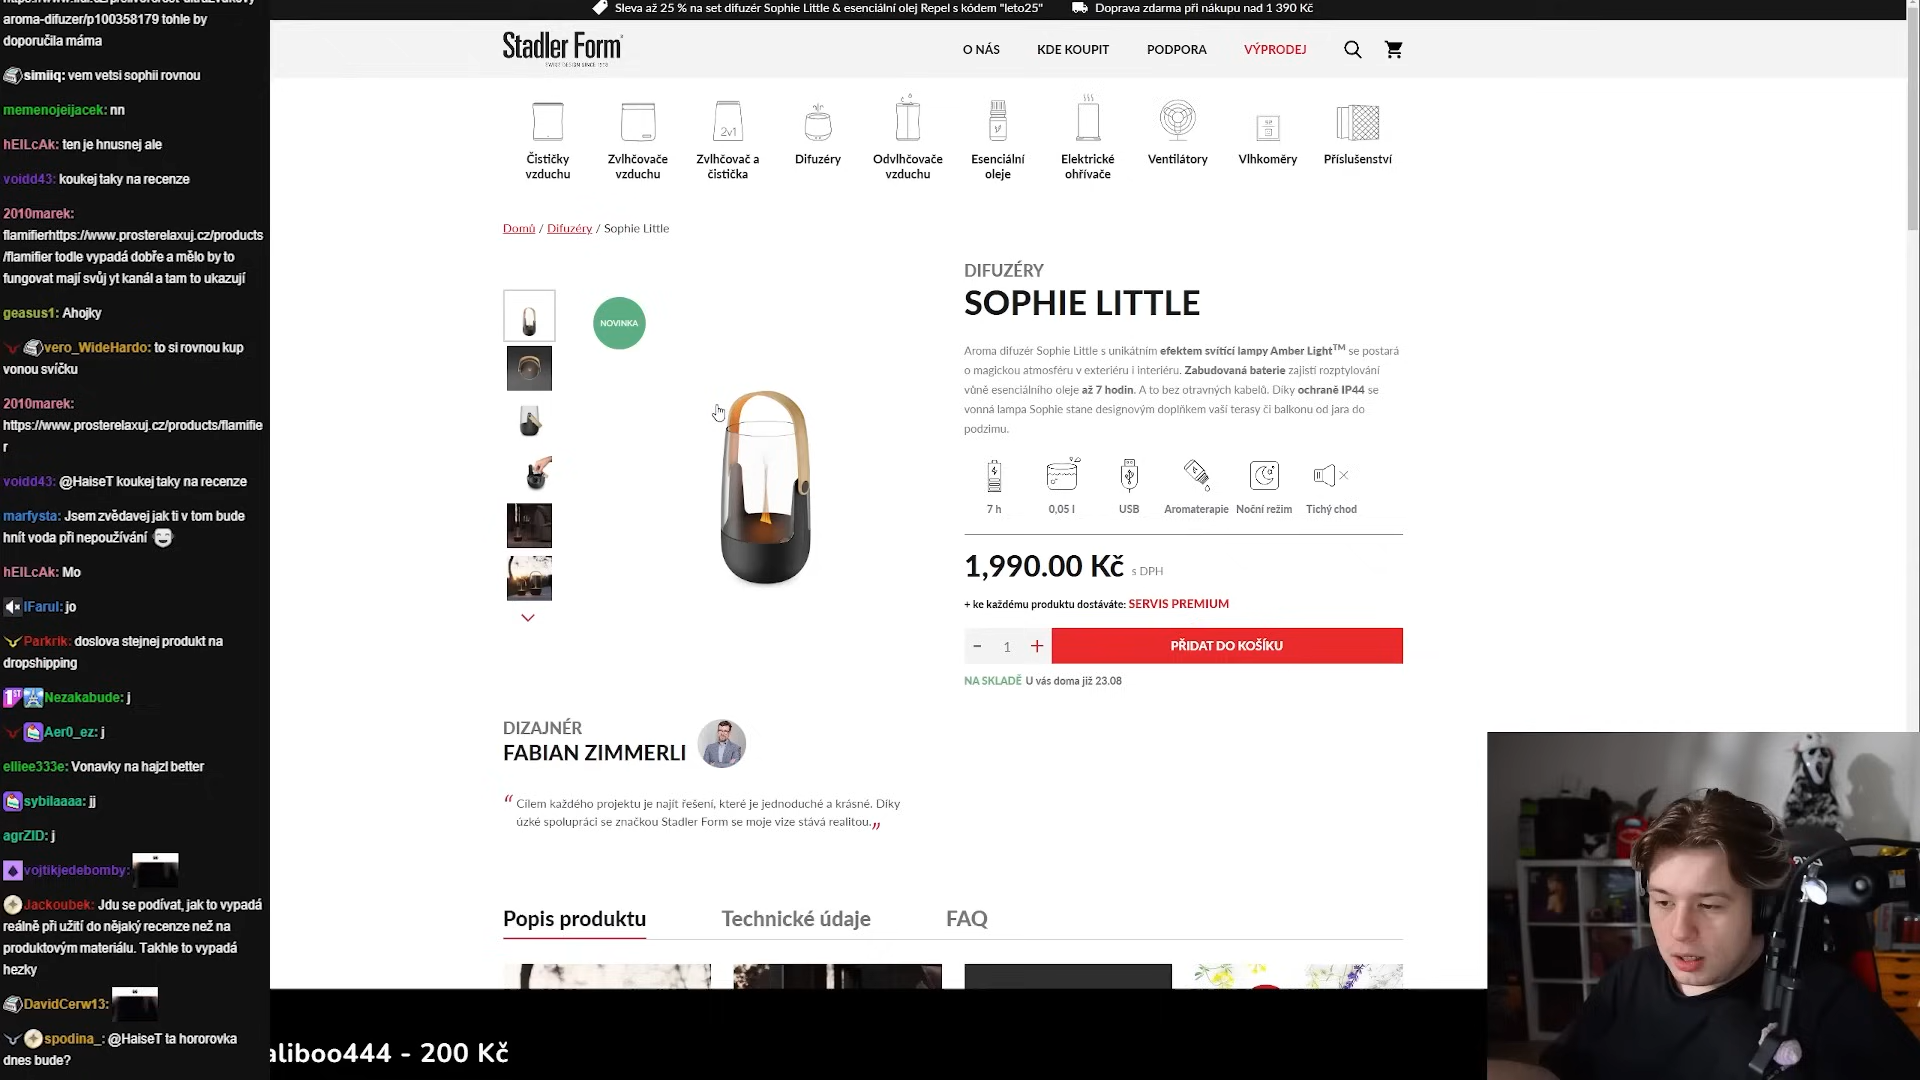 aroma-difuzer/p100358179 tohle by
doporučila máma
simiiq: vem vetsi sophii rovnou
memenojeijacek: nn
hEILcAk: ten je hnusnej ale
voidd43: koukej taky na recenze
2010marek:
flamifierhttps://www.prosterelaxuj.cz/products
/flamifier todle vypadá dobře a mělo by to
fungovat mají svůj yt kanál a tam to ukazují
geasus1: Ahojky
vero_WideHardo: to si rovnou kup
vonou svíčku
2010marek:
https://www.prosterelaxuj.cz/products/flamifie
r
voidd43: @HaiseT koukej taky na recenze
marfysta: Jsem zvědavej jak ti v tom bude
hnít voda při nepoužívání
hEILcAk: Mo
IFarul: jo
Parkrik: doslova stejnej produkt na
dropshipping
1ST Nezakabude: j
Aer0_ez: j
elliee333e: Vonavky na hajzl better
sybilaaaa: jj
agrZID: j
vojtikjedebomby:
Jackoubek: Jdu se podívat, jak to vypadá
reálně při užití do nějaký recenze než na
produktovým materiálu. Takhle to vypadá
hezky
DavidCerw13:
spodina_: @HaiseT ta hororovka
dnes bude?
Sleva až 25 % na set difuzér Sophie Little & esenciální olej Repel s kódem "leto25"
Doprava zdarma při nákupu nad 1 390 Kč
Stadler Form
O NÁS
KDE KOUPIT
PODPORA
VÝPRODEJ
Čističky
vzduchu
Zvlhčovače
vzduchu
2v1
Zvlhčovač a
čistička
Difuzéry
Odvlhčovače
vzduchu
Esenciální
oleje
Elektrické
ohřívače
Ventilátory
Vlhkoměry
Příslušenství
Domů / Difuzéry / Sophie Little
NOVINKA
DIFUZÉRY
SOPHIE LITTLE
Aroma difuzér Sophie Little s unikátním efektem svítící lampy Amber Light™ se postará
o magickou atmosféru v exteriéru i interiéru. Zabudovaná baterie zajistí rozptylování
vůně esenciálního oleje až 7 hodin. A to bez otravných kabelů. Díky ochraně IP44 se
vonná lampa Sophie stane designovým doplňkem vaší terasy či balkonu od jara do
podzimu.
7 h
0,05 l
USB
Aromaterapie
Noční režim
Tichý chod
1,990.00 Kč s DPH
+ ke každému produktu dostáváte: SERVIS PREMIUM
- 1 +
PŘIDAT DO KOŠÍKU
NA SKLADĚ U vás doma již 23.08
DIZAJNÉR
FABIAN ZIMMERLI
“ Cílem každého projektu je najít řešení, které je jednoduché a krásné. Díky
úzké spolupráci se značkou Stadler Form se moje vize stává realitou.„
Popis produktu
Technické údaje
FAQ
aliboo444 - 200 Kč